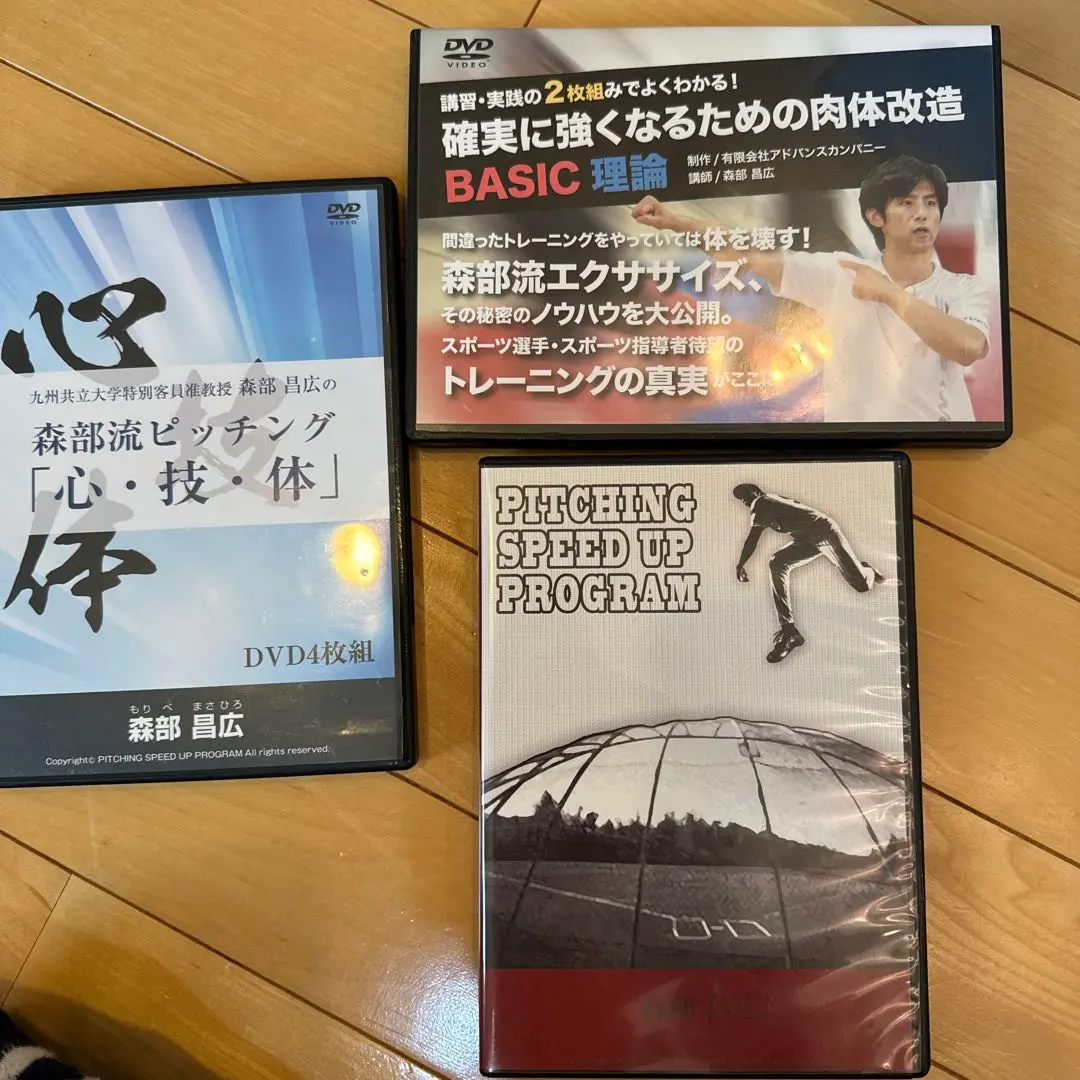 DVD
VIDEO
心
技
体
九州共立大学特別客員准教授 森部 昌広の
森部流ピッチング
「心・技・体」
DVD4枚組
もりべ まさひろ
森部 昌広
Copyright© PITCHING SPEED UP PROGRAM All rights reserved.
DVD
VIDEO
講習・実践の2枚組みでよくわかる！
確実に強くなるための肉体改造
BASIC 理論
制作 / 有限会社アドバンスカンパニー
講師 / 森部 昌広
間違ったトレーニングをやっていては体を壊す！
森部流エクササイズ、
その秘密のノウハウを大公開。
スポーツ選手・スポーツ指導者待望の
トレーニングの真実がここに
PITCHING
SPEED UP
PROGRAM
森部 昌広